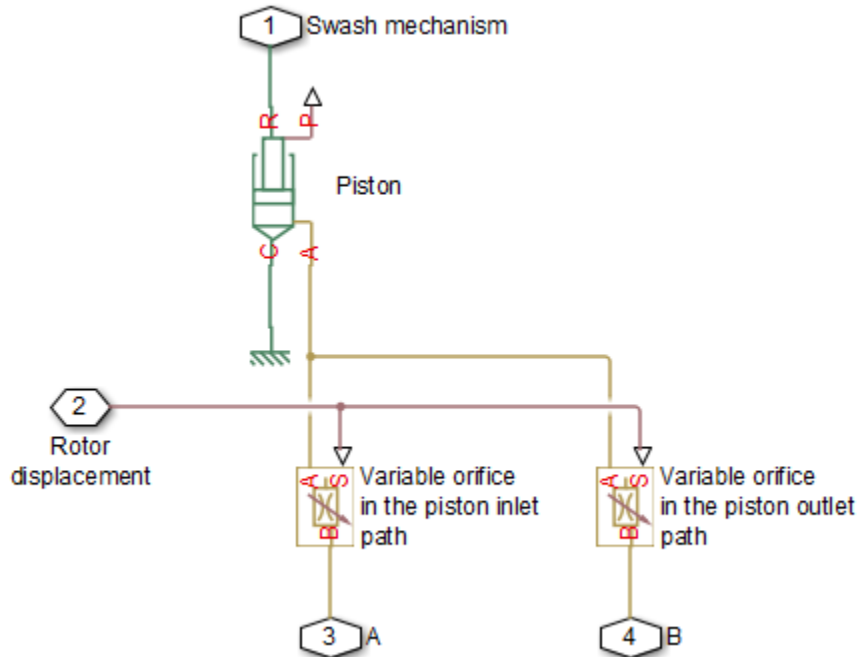 1
Swash mechanism
R
P
Piston
C
A
2
Rotor
displacement
A
S
B
Variable orifice
in the piston inlet
path
A
S
B
Variable orifice
in the piston outlet
path
3
A
4
B